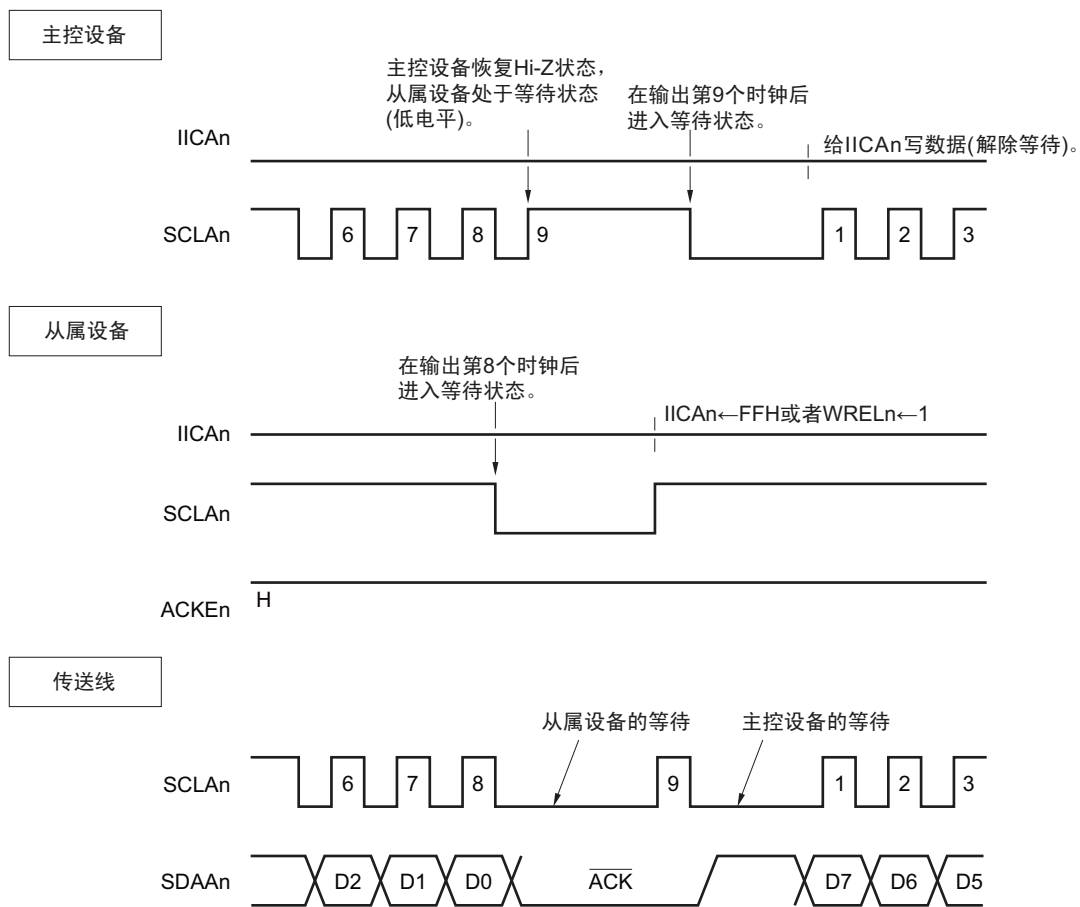 主控设备
主控设备恢复Hi-Z状态，
从属设备处于等待状态
(低电平)。
在输出第9个时钟后
进入等待状态。
IICAn
给IICAn写数据(解除等待)。
SCLAn
6 7 8 9 1 2 3
从属设备
在输出第8个时钟后
进入等待状态。
IICAn←FFH或者WRELn←1
IICAn
SCLAn
ACKEn
H
传送线
从属设备的等待
主控设备的等待
SCLAn
6 7 8 9 1 2 3
SDAAn
D2 D1 D0 ACK D7 D6 D5